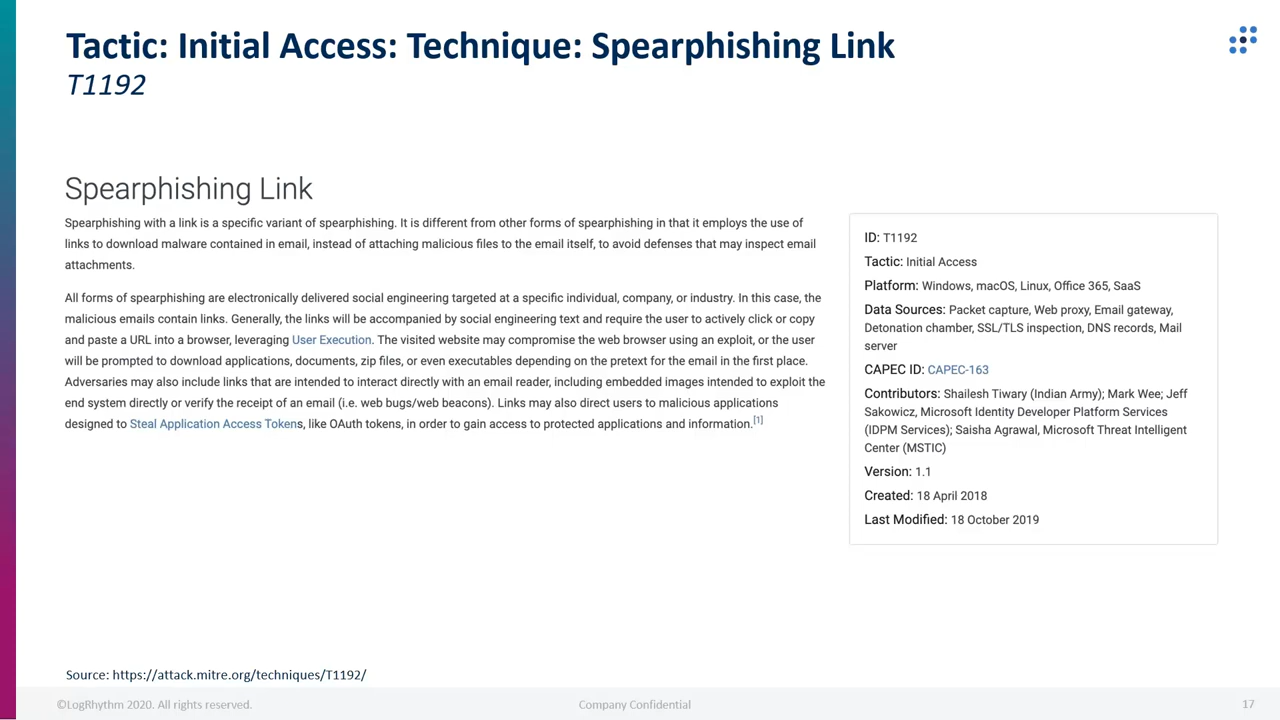 Tactic: Initial Access: Technique: Spearphishing Link
T1192
Spearphishing Link
Spearphishing with a link is a specific variant of spearphishing. It is different from other forms of spearphishing in that it employs the use of
links to download malware contained in email, instead of attaching malicious files to the email itself, to avoid defenses that may inspect email
attachments.
All forms of spearphishing are electronically delivered social engineering targeted at a specific individual, company, or industry. In this case, the
malicious emails contain links. Generally, the links will be accompanied by social engineering text and require the user to actively click or copy
and paste a URL into a browser, leveraging User Execution. The visited website may compromise the web browser using an exploit, or the user
will be prompted to download applications, documents, zip files, or even executables depending on the pretext for the email in the first place.
Adversaries may also include links that are intended to interact directly with an email reader, including embedded images intended to exploit the
end system directly or verify the receipt of an email (i.e. web bugs/web beacons). Links may also direct users to malicious applications
designed to Steal Application Access Tokens, like OAuth tokens, in order to gain access to protected applications and information.[1]
ID: T1192
Tactic: Initial Access
Platform: Windows, macOS, Linux, Office 365, SaaS
Data Sources: Packet capture, Web proxy, Email gateway,
Detonation chamber, SSL/TLS inspection, DNS records, Mail
server
CAPEC ID: CAPEC-163
Contributors: Shailesh Tiwary (Indian Army); Mark Wee; Jeff
Sakowicz, Microsoft Identity Developer Platform Services
(IDPM Services); Saisha Agrawal, Microsoft Threat Intelligent
Center (MSTIC)
Version: 1.1
Created: 18 April 2018
Last Modified: 18 October 2019
Source: https://attack.mitre.org/techniques/T1192/
©LogRhythm 2020. All rights reserved.
Company Confidential
17